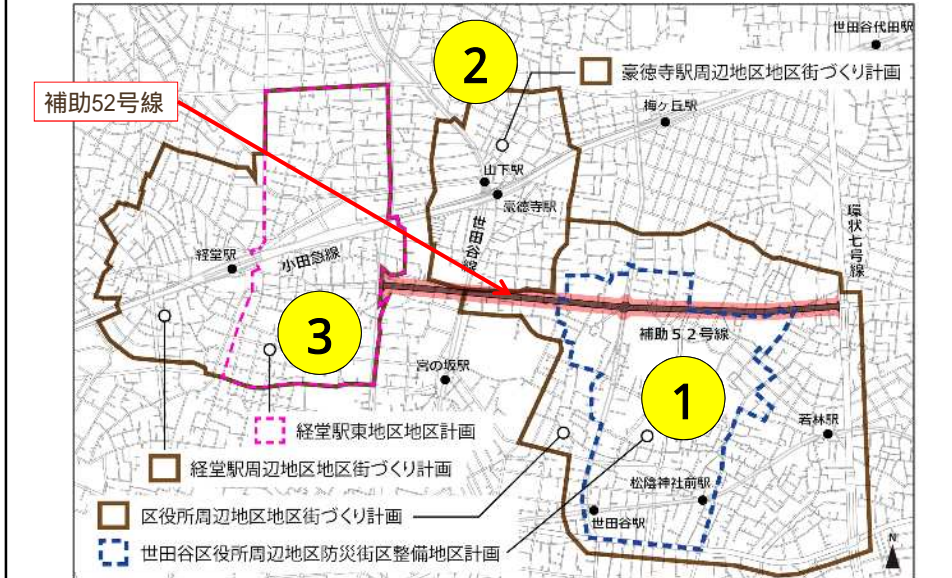 世田谷代田駅
2
豪徳寺駅周辺地区地区街づくり計画
補助52号線
梅ヶ丘駅
山下駅
豪徳寺駅
環状七号線
世田谷線
経堂駅
小田急線
3
補助52号線
宮の坂駅
1
経堂駅東地区地区計画
若林駅
経堂駅周辺地区地区街づくり計画
松陰神社前駅
区役所周辺地区地区街づくり計画
世田谷駅
世田谷区役所周辺地区防災街区整備地区計画
N